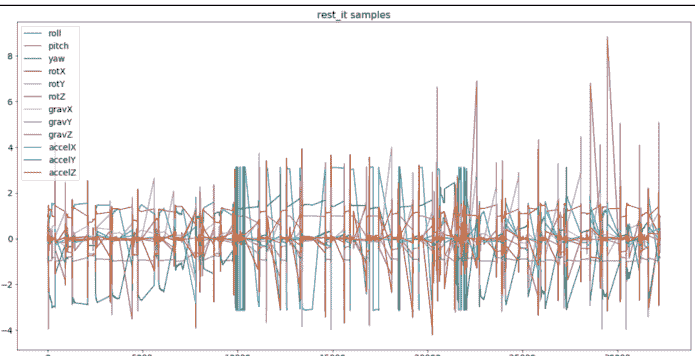 rest_it samples
roll
pitch
yaw
rotX
rotY
rotZ
gravX
gravY
gravZ
accelX
accelY
accelZ
8
6
4
2
0
−2
−4
0 5000 10000 15000 20000 25000 30000